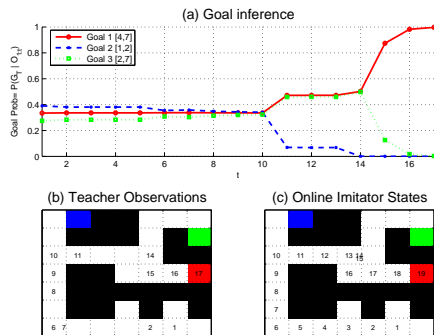 (a) Goal inference
Goal Prob= P(G_T | O_1:t)
1
0.8
0.6
0.4
0.2
0
Goal 1 [4,7]
Goal 2 [1,2]
Goal 3 [2,7]
2 4 6 8 10 12 14 16
t
(b) Teacher Observations
10 11 14
9 15 16 17
8
6 7 2 1
(c) Online Imitator States
10 11 12 13 14
9 16 17 18 19
8
7
6 5 4 3 2 1